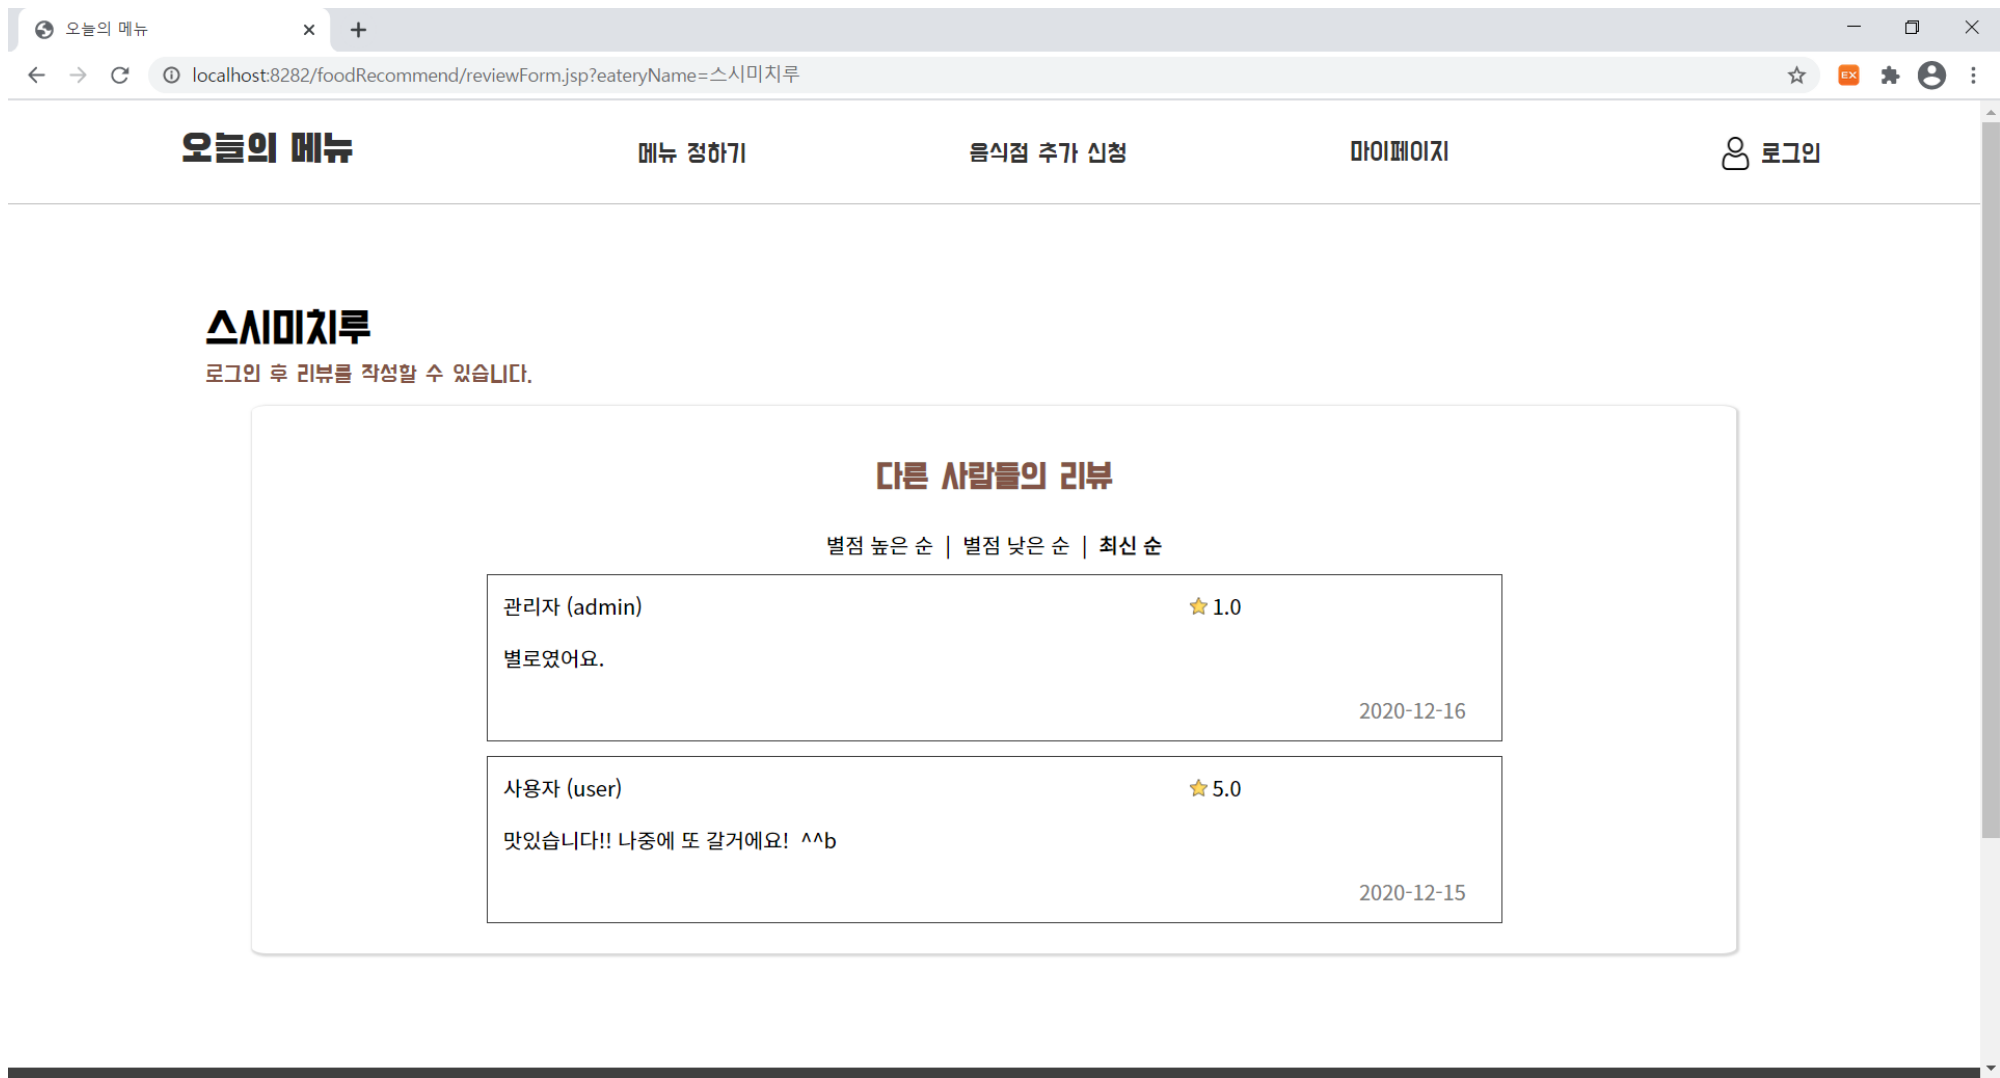 오늘의 메뉴
localhost:8282/foodRecommend/reviewForm.jsp?eateryName=스시미치루
EX
오늘의 메뉴 메뉴 정하기 음식점 추가 신청 마이페이지 로그인
스시미치루
로그인 후 리뷰를 작성할 수 있습니다.
다른 사람들의 리뷰
별점 높은 순 | 별점 낮은 순 | 최신 순
관리자 (admin) 1.0
별로였어요.
2020-12-16
사용자 (user) 5.0
맛있습니다!! 나중에 또 갈거에요! ^^b
2020-12-15